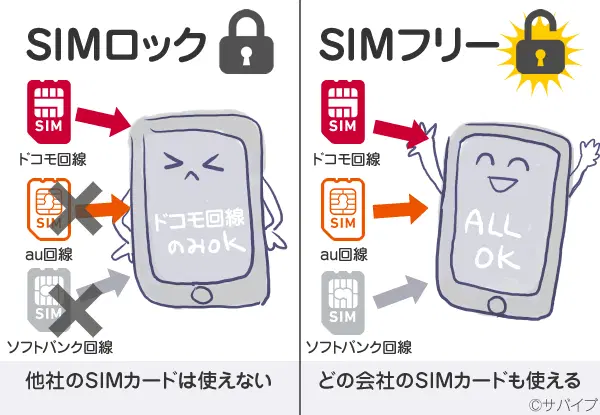 SIMロック
SIM
ドコモ回線
SIM
au回線
SIM
ソフトバンク回線
ドコモ回線
のみOK
他社のSIMカードは使えない
SIMフリー
SIM
ドコモ回線
SIM
au回線
SIM
ソフトバンク回線
ALL
OK
どの会社のSIMカードも使える
©サバイブ